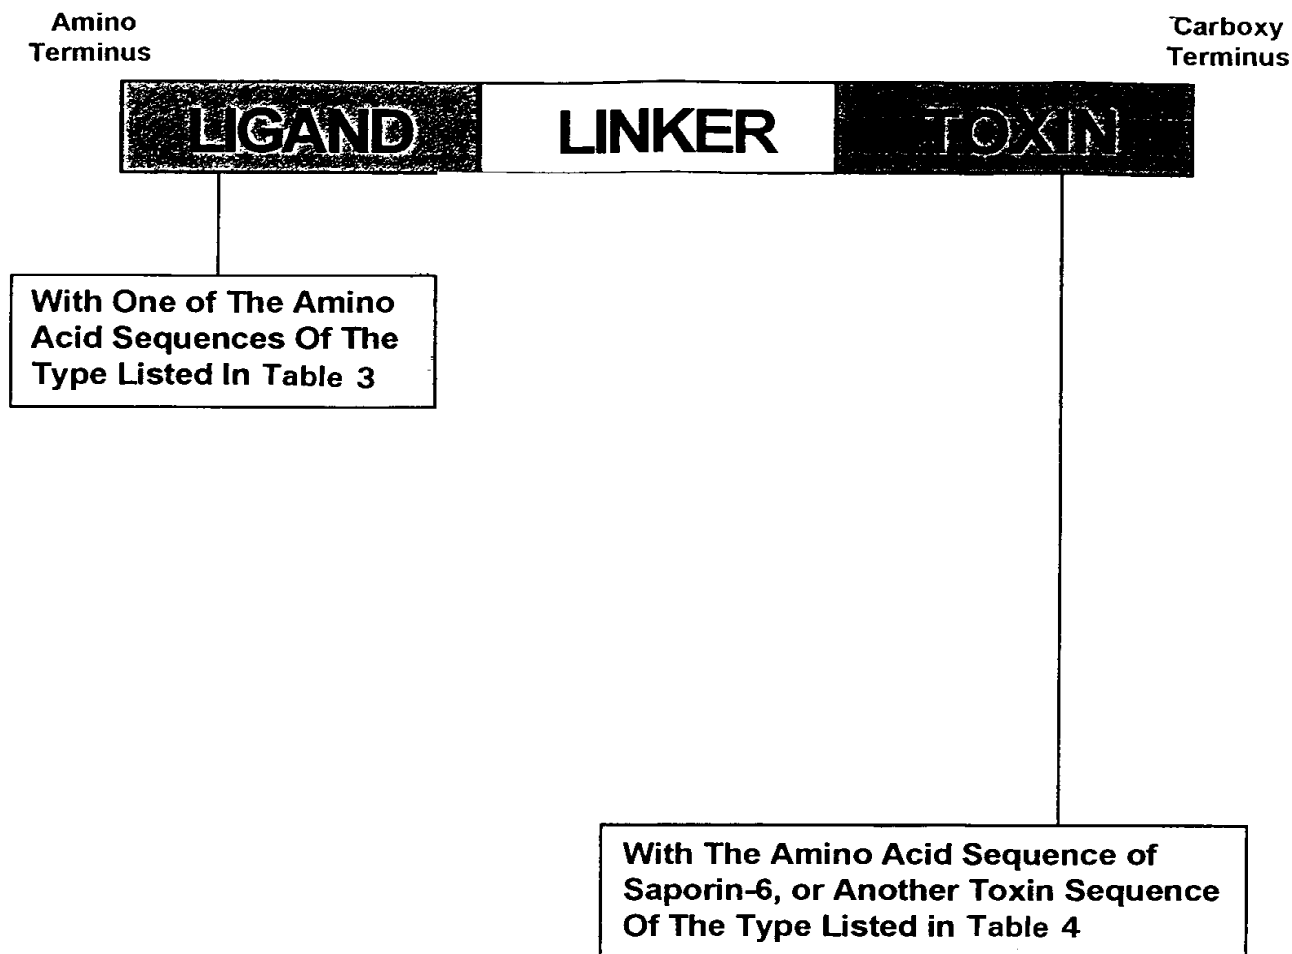 Amino
Terminus
Carboxy
Terminus
LIGAND
LINKER
TOXIN
With One of The Amino
Acid Sequences Of The
Type Listed In Table 3
With The Amino Acid Sequence of
Saporin-6, or Another Toxin Sequence
Of The Type Listed in Table 4